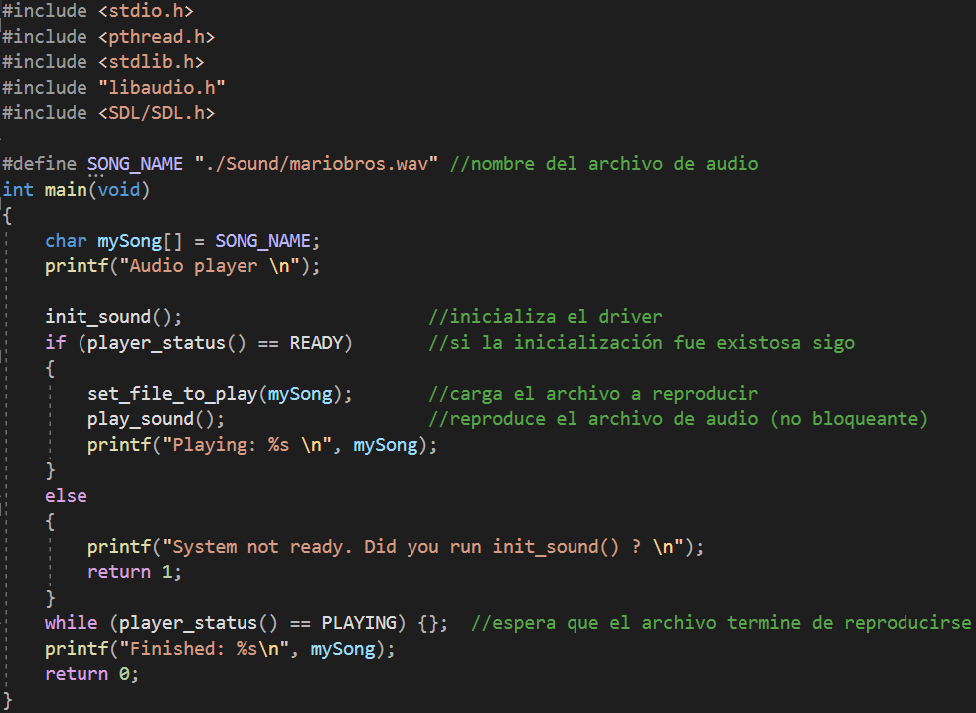 #include <stdio.h>
#include <pthread.h>
#include <stdlib.h>
#include "libaudio.h"
#include <SDL/SDL.h>
#define SONG_NAME "./Sound/mariobros.wav" //nombre del archivo de audio
int main(void)
{
char mySong[] = SONG_NAME;
printf("Audio player \n");
init_sound(); //inicializa el driver
if (player_status() == READY) //si la inicialización fue existosa sigo
{
set_file_to_play(mySong); //carga el archivo a reproducir
play_sound(); //reproduce el archivo de audio (no bloqueante)
printf("Playing: %s \n", mySong);
}
else
{
printf("System not ready. Did you run init_sound() ? \n");
return 1;
}
while (player_status() == PLAYING) {}; //espera que el archivo termine de reproducirse
printf("Finished: %s\n", mySong);
return 0;
}